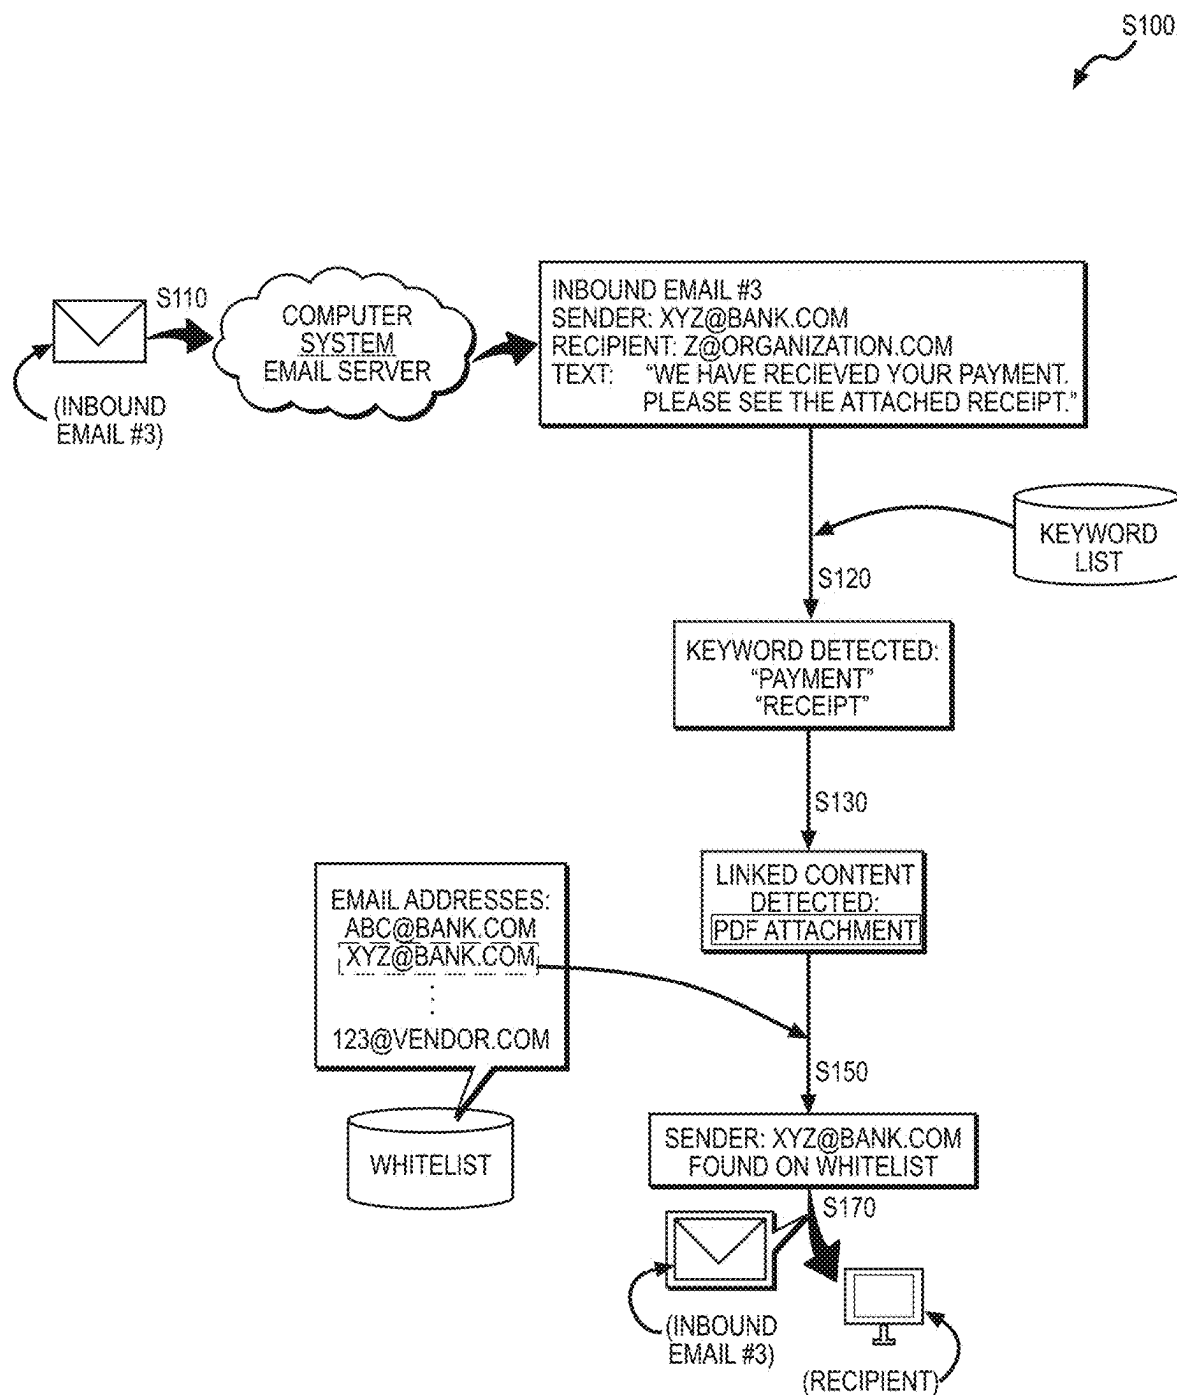 S100
S110
COMPUTER
SYSTEM
EMAIL SERVER
(INBOUND
EMAIL #3)
INBOUND EMAIL #3
SENDER: XYZ@BANK.COM
RECIPIENT: Z@ORGANIZATION.COM
TEXT: "WE HAVE RECIEVED YOUR PAYMENT.
PLEASE SEE THE ATTACHED RECEIPT."
KEYWORD
LIST
S120
KEYWORD DETECTED:
"PAYMENT"
"RECEIPT"
S130
LINKED CONTENT
DETECTED:
PDF ATTACHMENT
EMAIL ADDRESSES:
ABC@BANK.COM
XYZ@BANK.COM
123@VENDOR.COM
WHITELIST
S150
SENDER: XYZ@BANK.COM
FOUND ON WHITELIST
S170
(INBOUND
EMAIL #3)
(RECIPIENT)